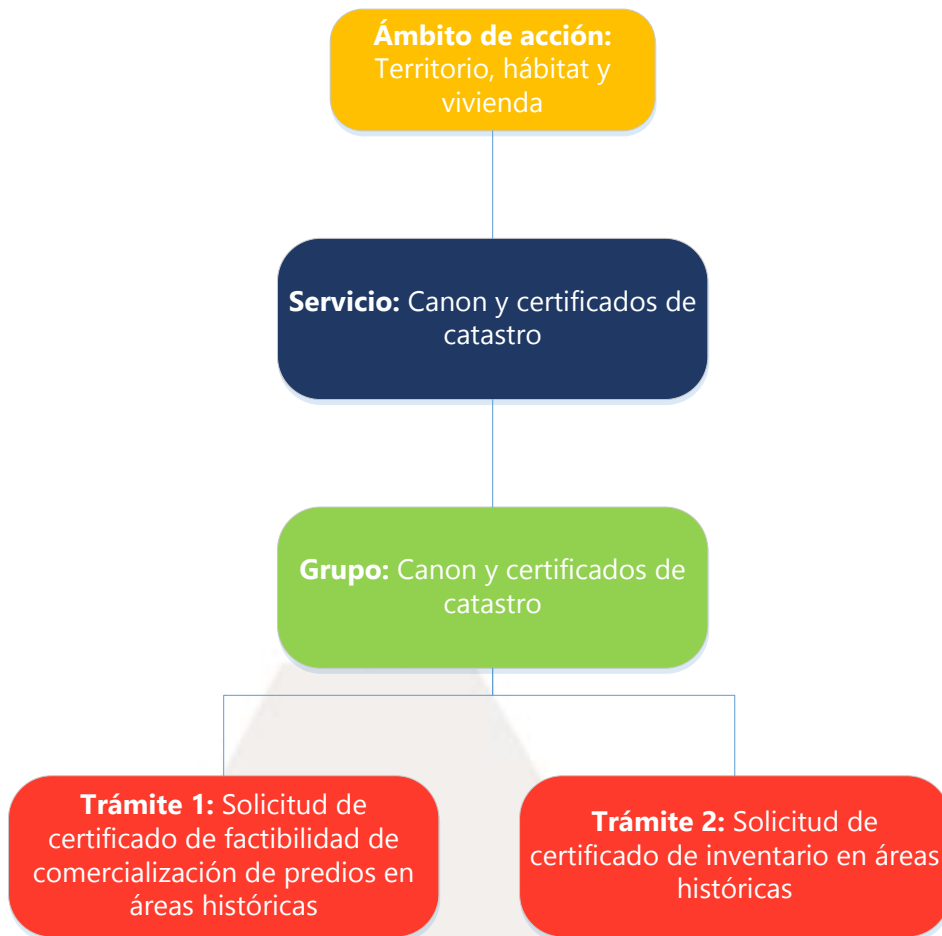 Ámbito de acción:
Territorio, hábitat y
vivienda
Servicio: Canon y certificados de
catastro
Grupo: Canon y certificados de
catastro
Trámite 1: Solicitud de
certificado de factibilidad de
comercialización de predios en
áreas históricas
Trámite 2: Solicitud de
certificado de inventario en áreas
históricas